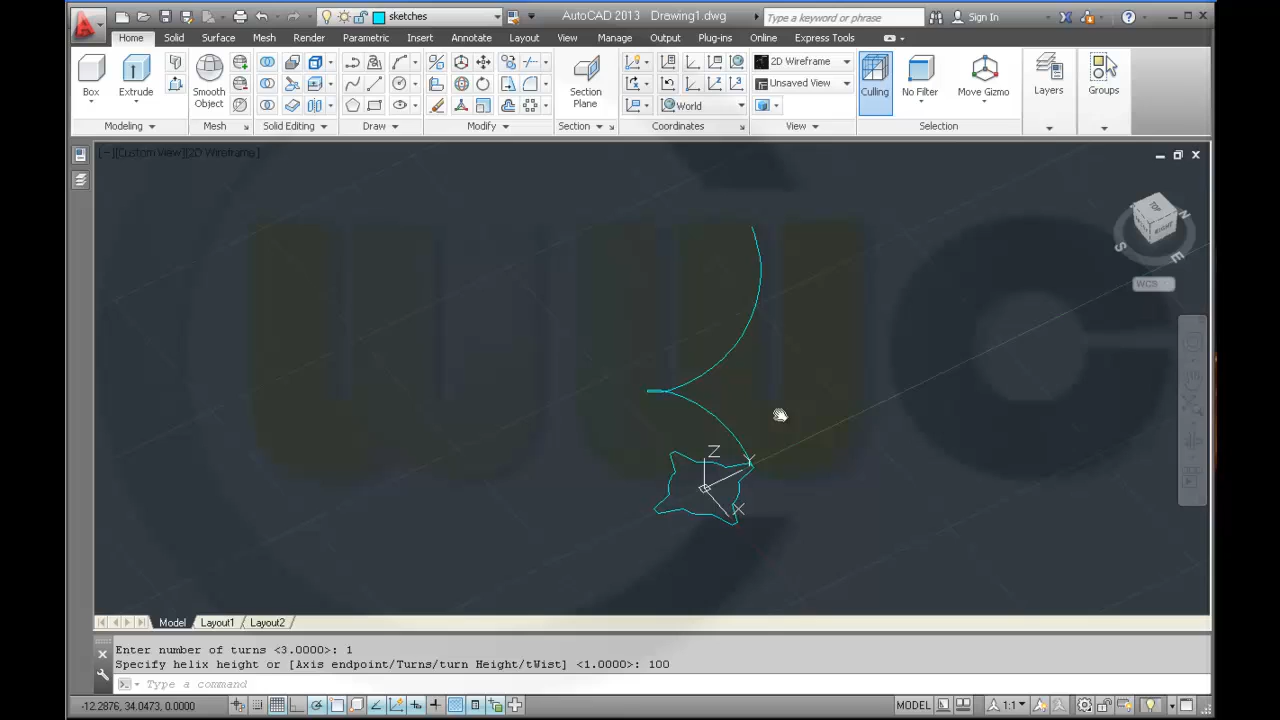 sketches
AutoCAD 2013 Drawing1.dwg
Type a keyword or phrase
Sign In
Home Solid Surface Mesh Render Parametric Insert Annotate Layout View Manage Output Plug-ins Online Express Tools
Box
Extrude
Smooth Object
Section Plane
World
2D Wireframe
Unsaved View
Culling
No Filter
Move Gizmo
Layers
Groups
Modeling Mesh Solid Editing Draw Modify Section Coordinates View Selection
[−][Custom View][2D Wireframe]
TOP
RIGHT
N
S
E
WCS
WUC
Z
Y
X
Model Layout1 Layout2
Enter number of turns <3.0000>: 1
Specify helix height or [Axis endpoint/Turns/turn Height/tWist] <1.0000>: 100
Type a command
-12.2876, 34.0473, 0.0000
MODEL
1:1